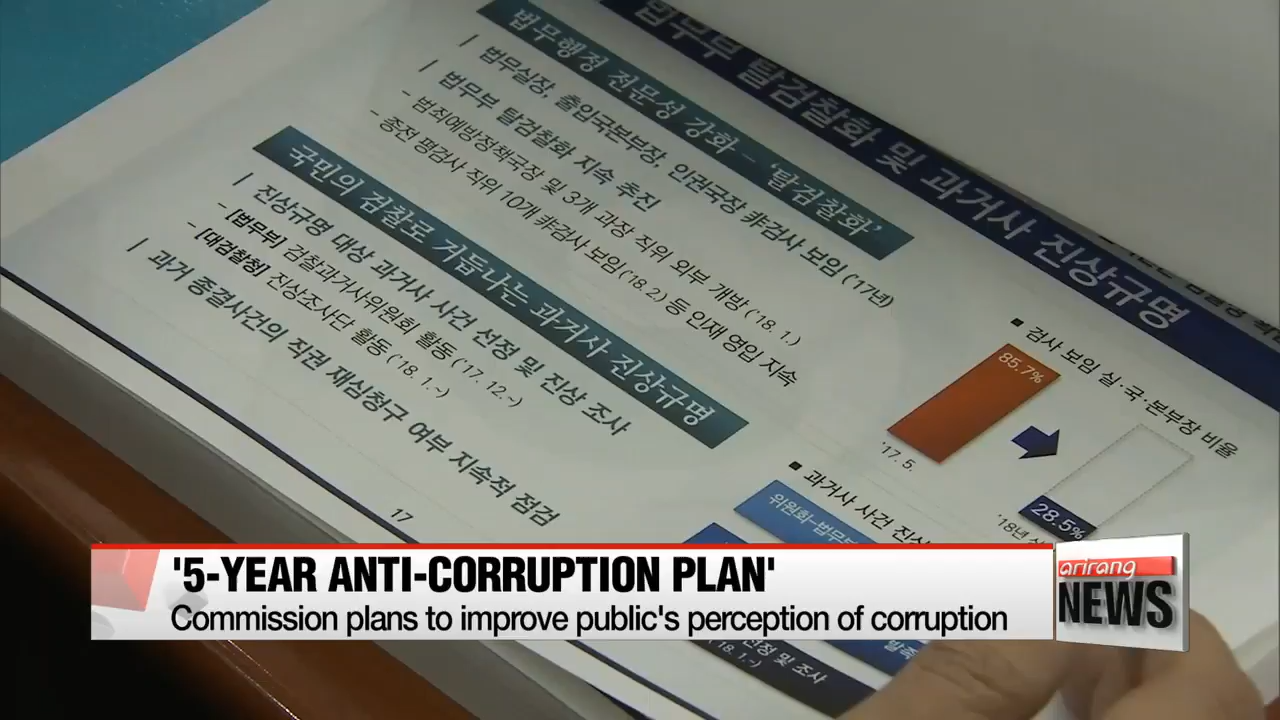 법무부 탈검찰화 및 과거사 진상규명
법무행정 전문성 강화 – '탈검찰화'
| 법무실장, 출입국본부장, 인권국장 非검사 보임 ('17년)
| 법무부 탈검찰화 지속 추진
- 범죄예방정책국장 및 3개 과장 직위 외부 개방 ('18. 1.)
- 종전 평검사 직위 10개 非검사 보임('18. 2.) 등 인재 영입 지속
국민의 검찰로 거듭나는 과거사 진상규명
| 진상규명 대상 과거사 사건 선정 및 진상 조사
- [법무부] 검찰과거사위원회 활동 ('17. 12.~)
- [대검찰청] 진상조사단 활동 ('18. 1.~)
| 과거 종결사건의 직권 재심청구 여부 지속적 점검
■ 검사 보임 실·국·본부장 비율
85.7%
'17. 5.
28.5%
'18년
■ 과거사 사건
위원회-법무부
및 조사
('18. 1.~)
17
'5-YEAR ANTI-CORRUPTION PLAN'
Commission plans to improve public's perception of corruption
arirang
NEWS